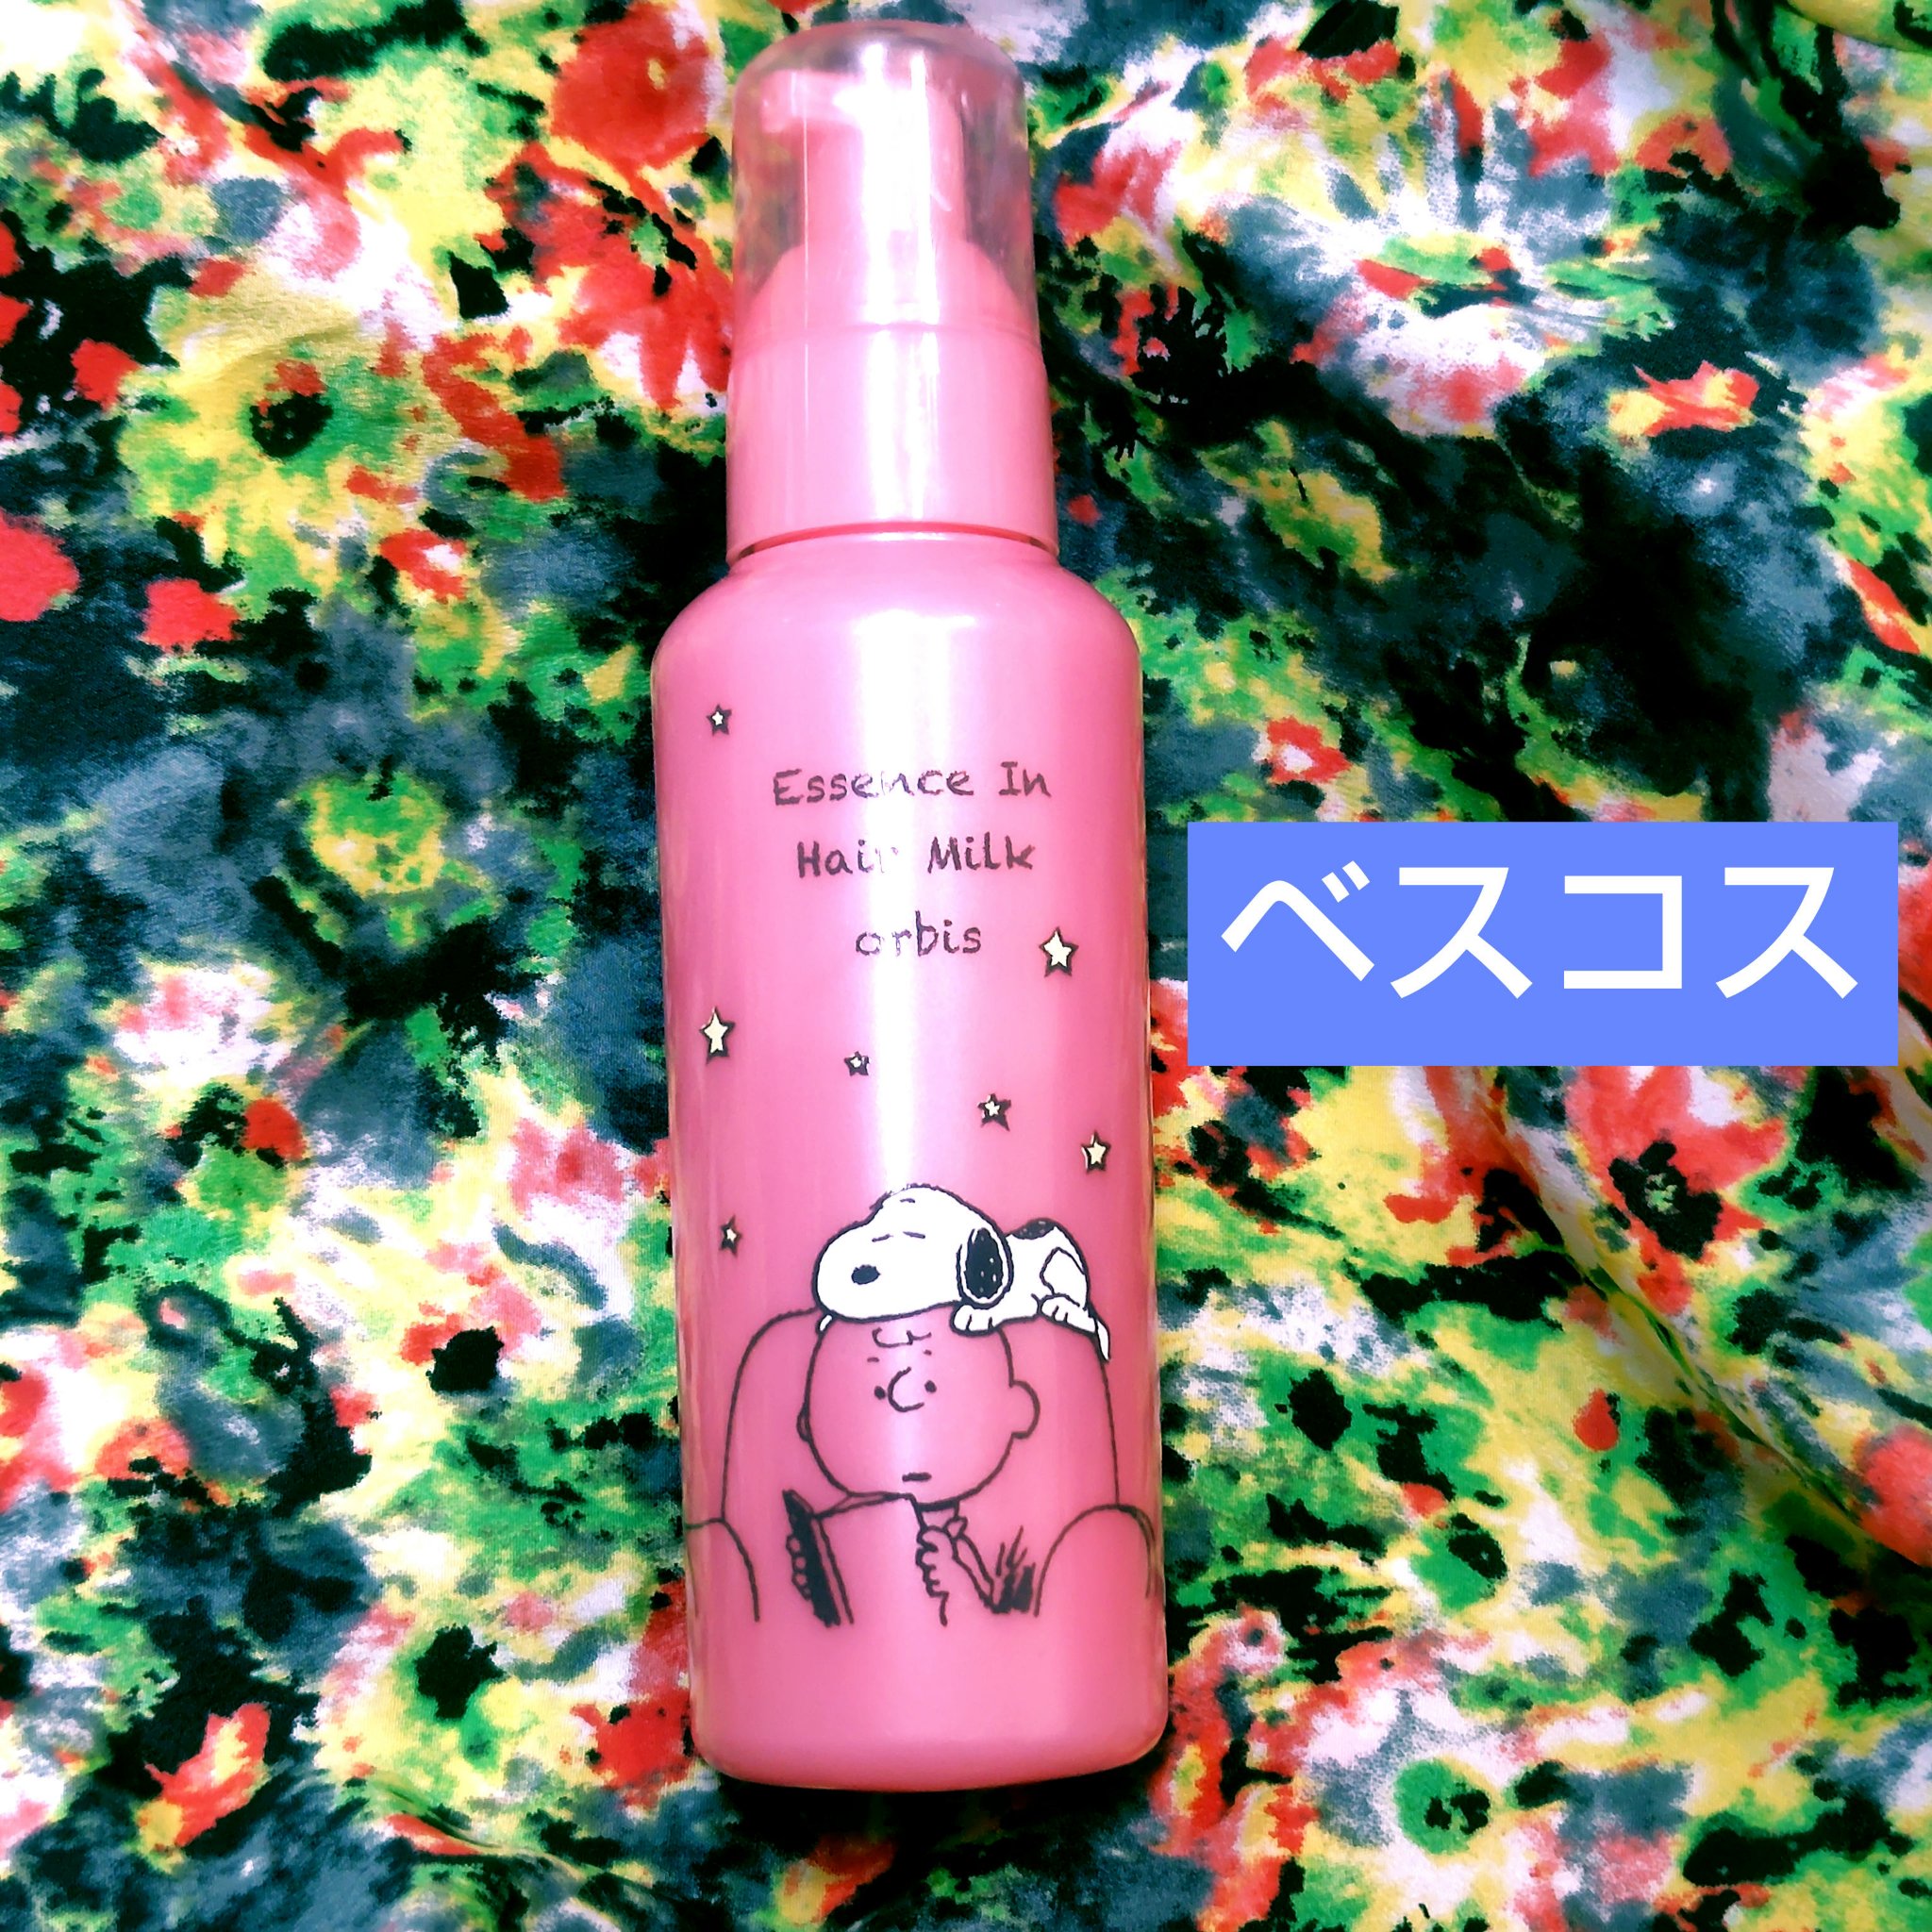 Essence In
Hair Milk
orbis
ベスコス